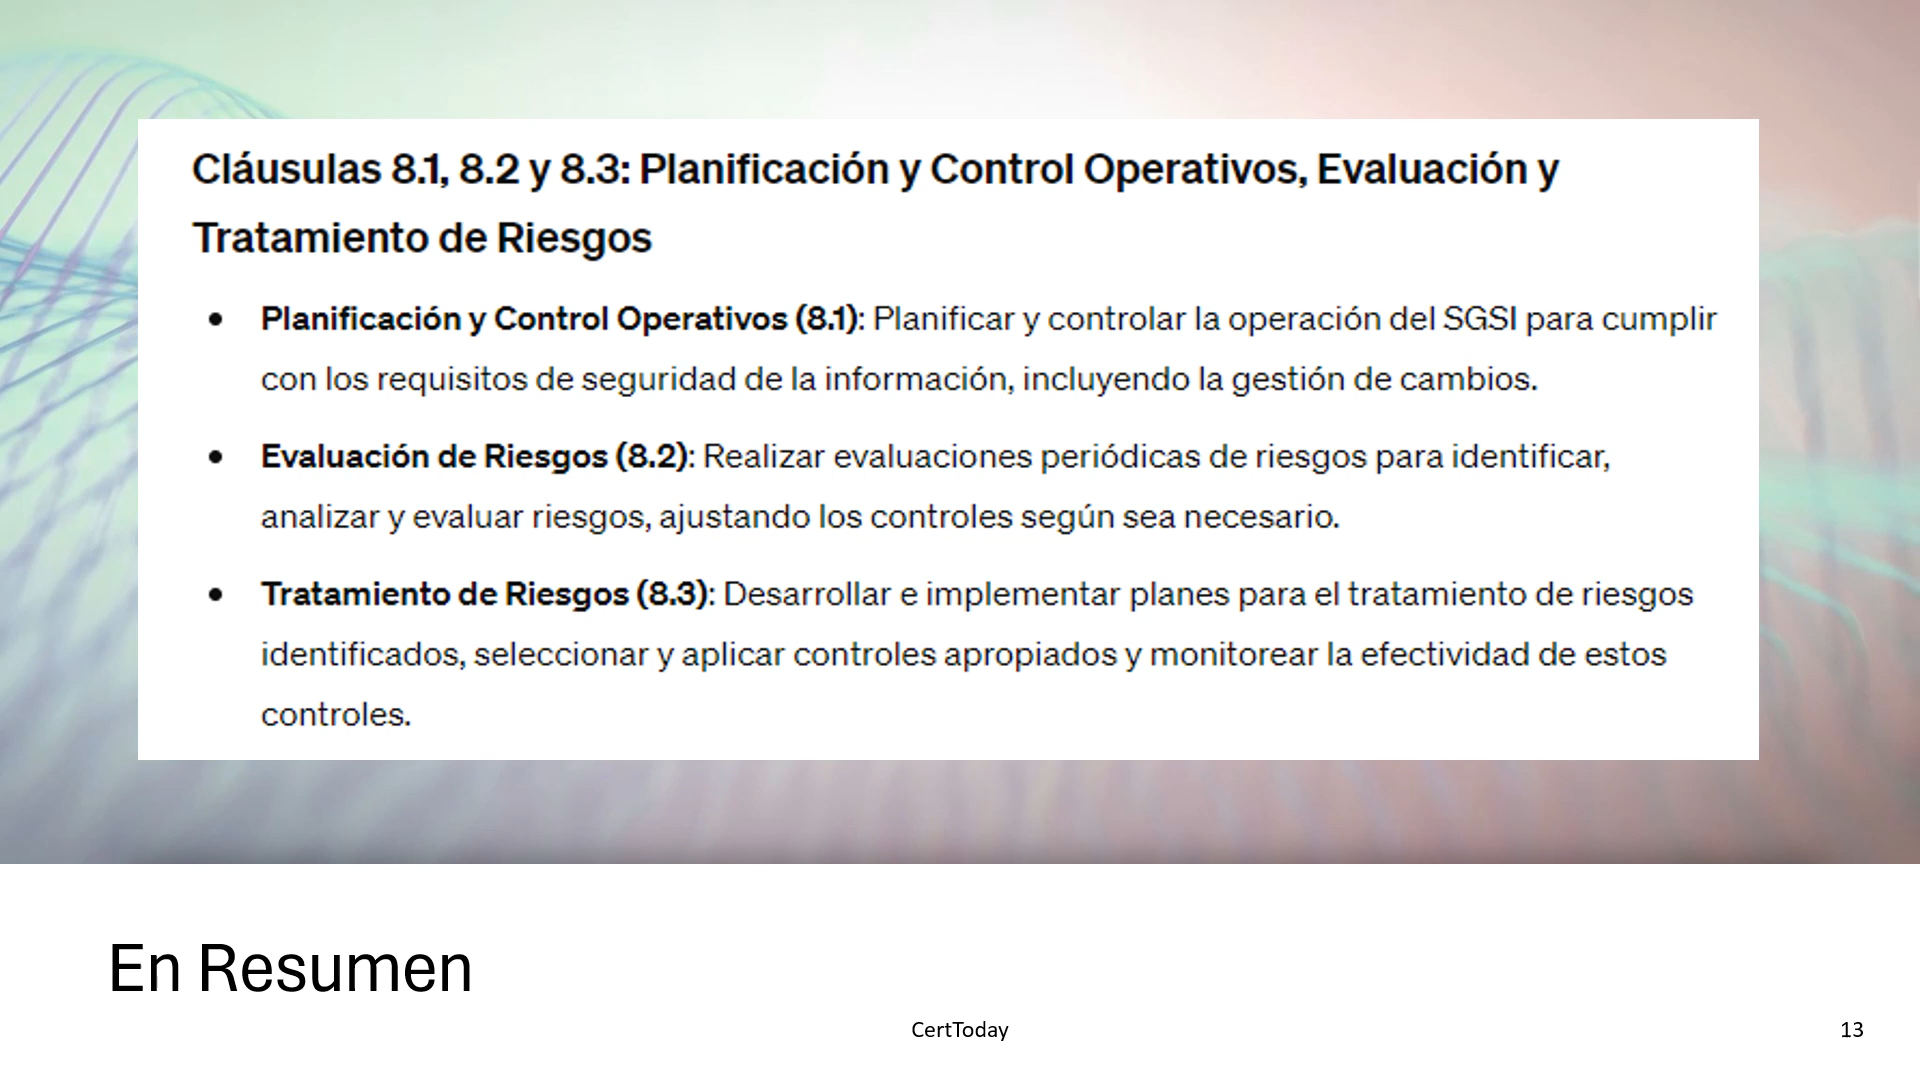 Cláusulas 8.1, 8.2 y 8.3: Planificación y Control Operativos, Evaluación y
Tratamiento de Riesgos
• Planificación y Control Operativos (8.1): Planificar y controlar la operación del SGSI para cumplir
con los requisitos de seguridad de la información, incluyendo la gestión de cambios.
• Evaluación de Riesgos (8.2): Realizar evaluaciones periódicas de riesgos para identificar,
analizar y evaluar riesgos, ajustando los controles según sea necesario.
• Tratamiento de Riesgos (8.3): Desarrollar e implementar planes para el tratamiento de riesgos
identificados, seleccionar y aplicar controles apropiados y monitorear la efectividad de estos
controles.
En Resumen
CertToday
13